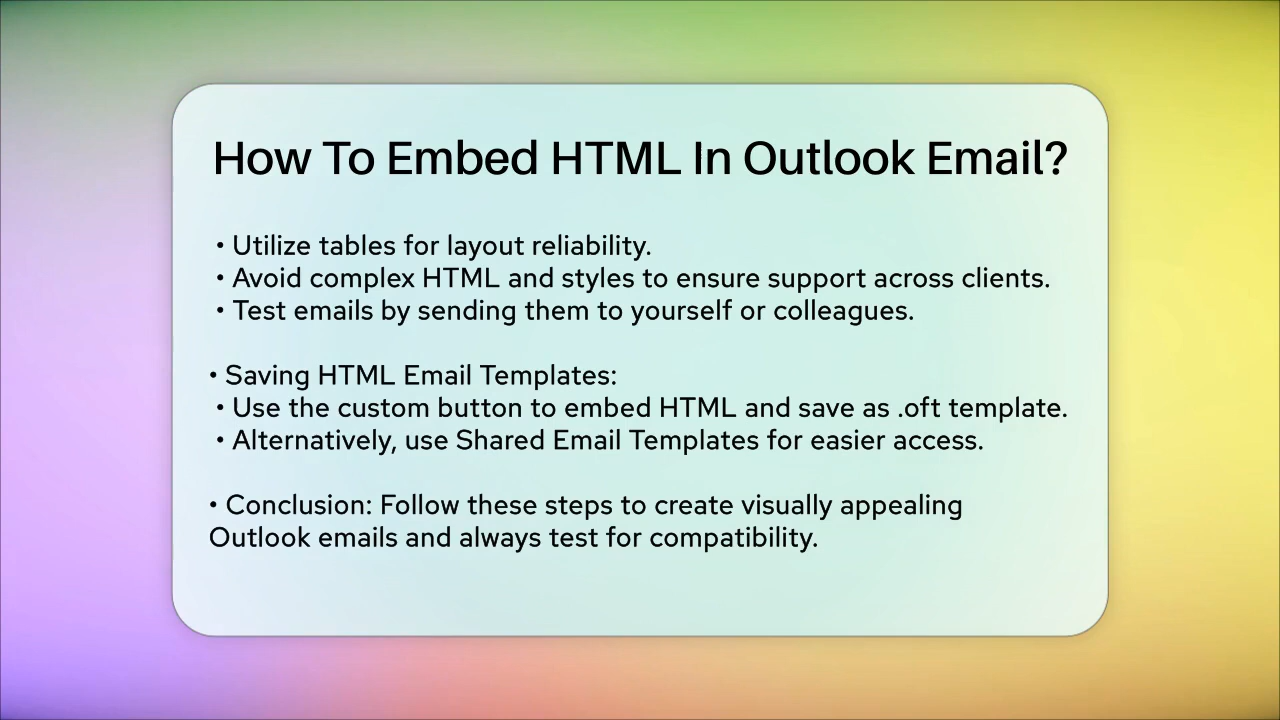 How To Embed HTML In Outlook Email?
• Utilize tables for layout reliability.
• Avoid complex HTML and styles to ensure support across clients.
• Test emails by sending them to yourself or colleagues.
• Saving HTML Email Templates:
• Use the custom button to embed HTML and save as .oft template.
• Alternatively, use Shared Email Templates for easier access.
• Conclusion: Follow these steps to create visually appealing
Outlook emails and always test for compatibility.